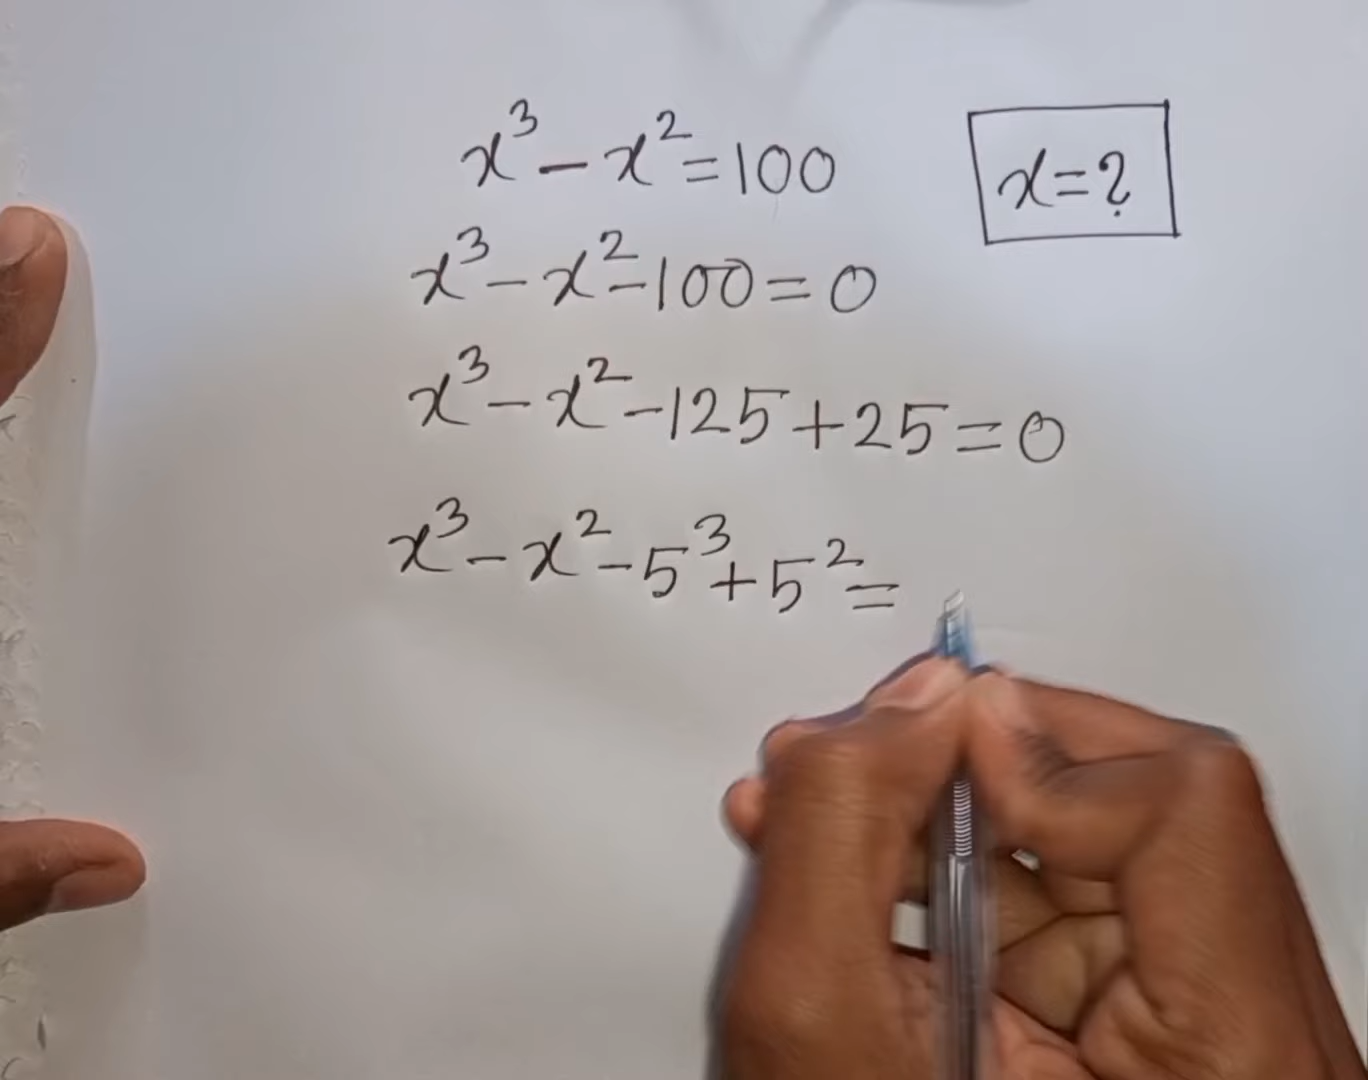 x³ - x² = 100
x = ?
x³ - x² - 100 = 0
x³ - x² - 125 + 25 = 0
x³ - x² - 5³ + 5² =